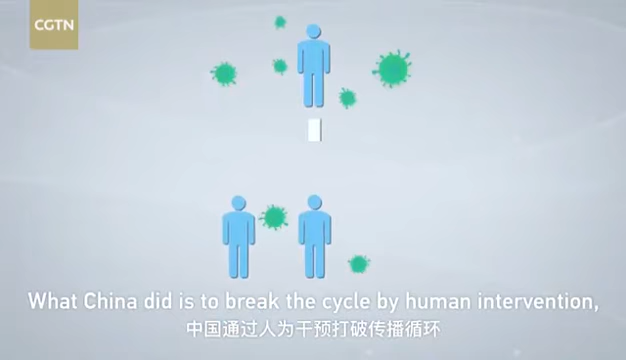 CGTN
What China did is to break the cycle by human intervention,
中国通过人为干预打破传播循环